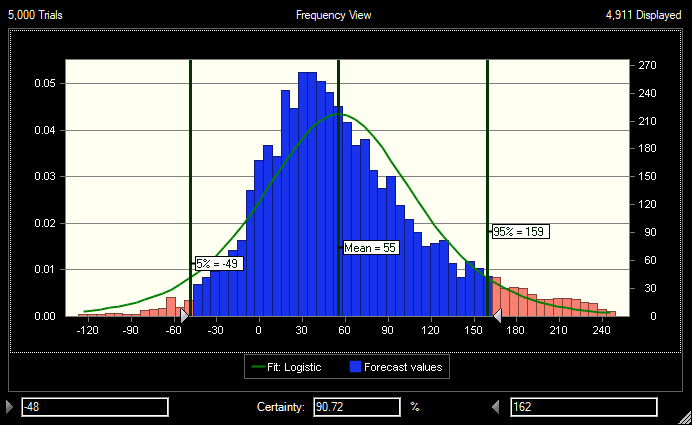 5,000 Trials Frequency View 4,911 Displayed
0.05
0.04
0.03
0.02
0.01
0.00
270
240
210
180
150
120
90
60
30
0
5% = -49
Mean = 55
95% = 159
-120 -90 -60 -30 0 30 60 90 120 150 180 210 240
Fit: Logistic Forecast values
-48 Certainty: 90.72 % 162